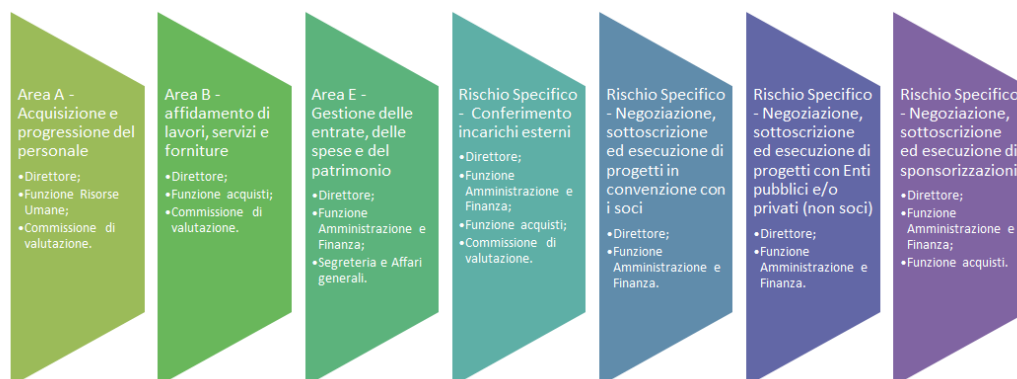 Area A -
Acquisizione e
progressione del
personale
•Direttore;
•Funzione Risorse
Umane;
•Commissione di
valutazione.
Area B -
affidamento di
lavori, servizi e
forniture
•Direttore;
•Funzione acquisti;
•Commissione di
valutazione.
Area E -
Gestione delle
entrate, delle
spese e del
patrimonio
•Direttore;
•Funzione
Amministrazione e
Finanza;
•Segreteria e Affari
generali.
Rischio Specifico
- Conferimento
incarichi esterni
•Direttore;
•Funzione
Amministrazione e
Finanza;
•Funzione acquisti;
•Commissione di
valutazione.
Rischio Specifico
- Negoziazione,
sottoscrizione
ed esecuzione di
progetti in
convenzione con
i soci
•Direttore;
•Funzione
Amministrazione e
Finanza.
Rischio Specifico
- Negoziazione,
sottoscrizione
ed esecuzione di
progetti con Enti
pubblici e/o
privati (non soci)
•Direttore;
•Funzione
Amministrazione e
Finanza.
Rischio Specifico
- Negoziazione,
sottoscrizione
ed esecuzione di
sponsorizzazioni
•Direttore;
•Funzione
Amministrazione e
Finanza;
•Funzione acquisti.